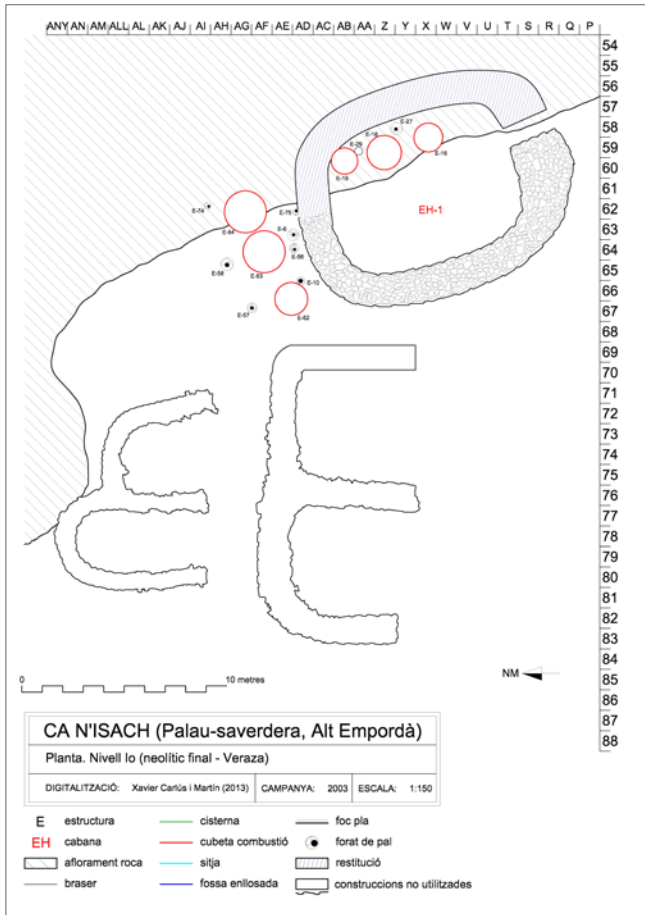 ANY AN AM ALL AL AK AJ AI AH AG AF AE AD AC AB AA Z Y X W V U T S R Q P
54
55
56
57
58
59
60
61
62
63
64
65
66
67
68
69
70
71
72
73
74
75
76
77
78
79
80
81
82
83
84
85
86
87
88
E-27
E-18
E-29
E-16
E-19
E-74
E-75
E-64
E-6
E-56
E-58
E-63
E-10
E-57
E-62
EH-1
0 10 metres
NM
CA N'ISACH (Palau-saverdera, Alt Empordà)
Planta. Nivell Io (neolític final - Veraza)
DIGITALITZACIÓ: Xavier Carlús i Martín (2013) CAMPANYA: 2003 ESCALA: 1:150
E estructura cisterna foc pla
EH cabana cubeta combustió forat de pal
aflorament roca sitja restitució
braser fossa enllosada construccions no utilitzades